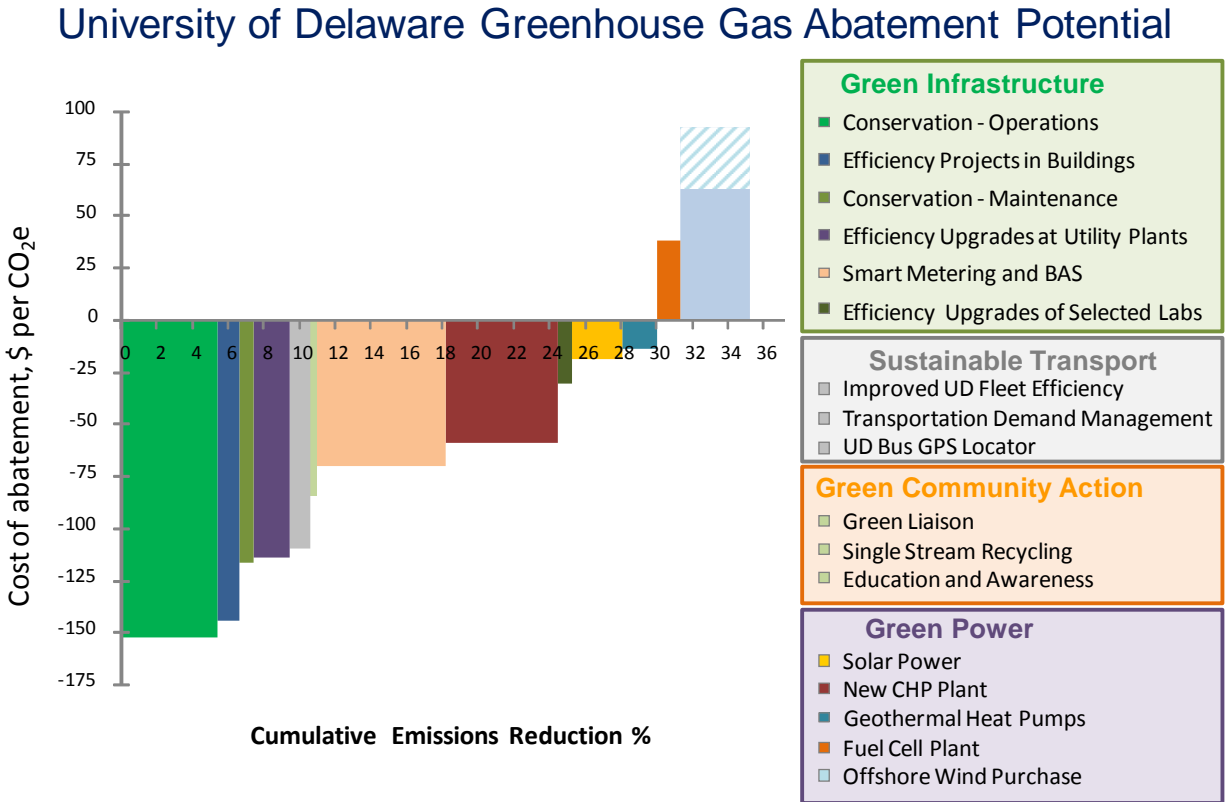 University of Delaware Greenhouse Gas Abatement Potential
Cost of abatement, $ per CO₂e
100
75
50
25
0
-25
-50
-75
-100
-125
-150
-175
0 2 4 6 8 10 12 14 16 18 20 22 24 26 28 30 32 34 36
Cumulative Emissions Reduction %
Green Infrastructure
Conservation - Operations
Efficiency Projects in Buildings
Conservation - Maintenance
Efficiency Upgrades at Utility Plants
Smart Metering and BAS
Efficiency Upgrades of Selected Labs
Sustainable Transport
Improved UD Fleet Efficiency
Transportation Demand Management
UD Bus GPS Locator
Green Community Action
Green Liaison
Single Stream Recycling
Education and Awareness
Green Power
Solar Power
New CHP Plant
Geothermal Heat Pumps
Fuel Cell Plant
Offshore Wind Purchase